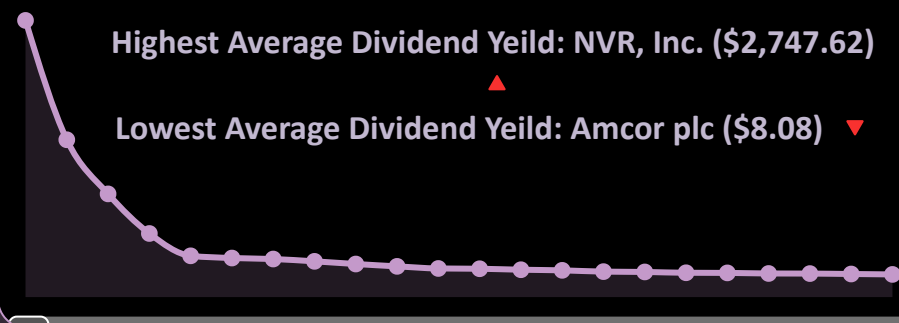 Highest Average Dividend Yeild: NVR, Inc. ($2,747.62)
Lowest Average Dividend Yeild: Amcor plc ($8.08)